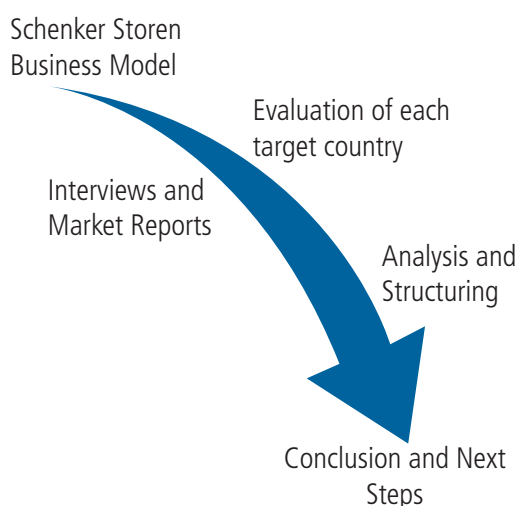 Schenker Storen
Business Model
Evaluation of each
target country
Interviews and
Market Reports
Analysis and
Structuring
Conclusion and Next
Steps